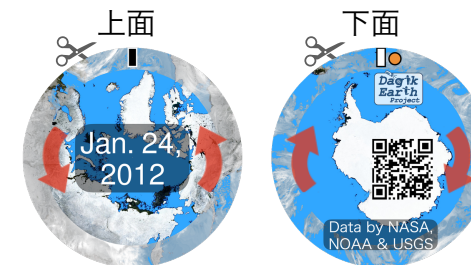 上面
下面
Jan. 24,
2012
Dagik
Earth
Project
Data by NASA,
NOAA & USGS